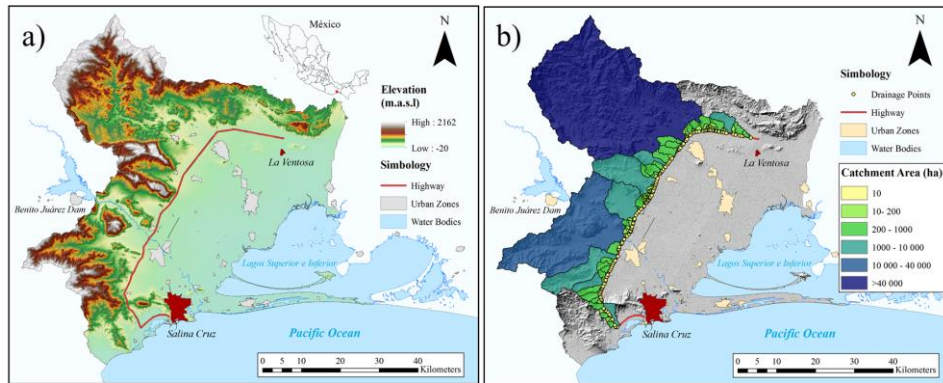 a)
México
N
Elevation
(m.a.s.l)
High : 2162
Low : -20
Simbology
Highway
Urban Zones
Water Bodies
La Ventosa
Benito Juárez Dam
Lagos Superior e Inferior
Salina Cruz
Pacific Ocean
0 5 10 20 30 40
Kilometers
b)
N
Simbology
Drainage Points
Highway
Urban Zones
Water Bodies
La Ventosa
Catchment Area (ha)
10
10- 200
200 - 1000
1000 - 10 000
10 000 - 40 000
>40 000
Benito Juárez Dam
Lagos Superior e Inferior
Salina Cruz
Pacific Ocean
0 5 10 20 30 40
Kilometers